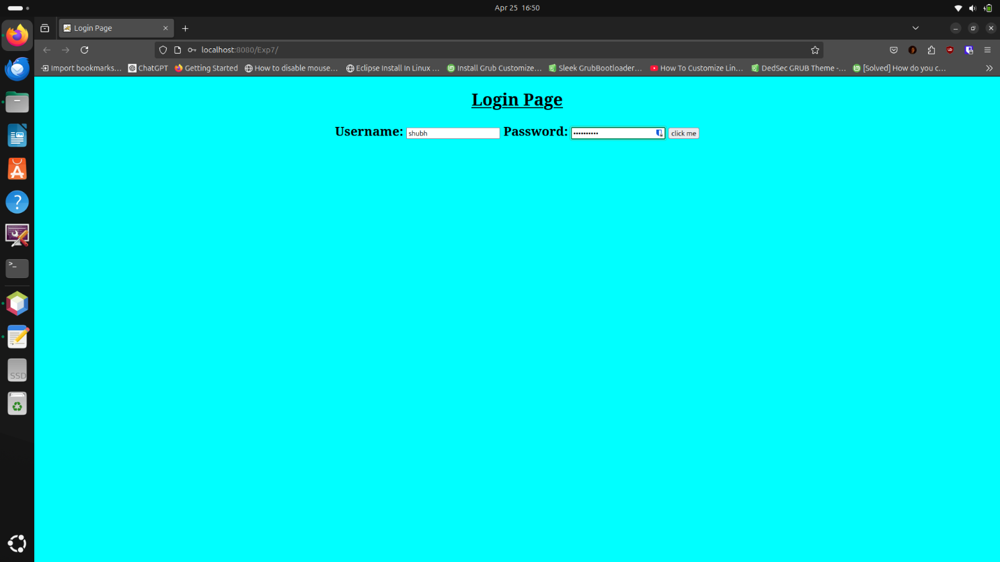 Apr 25 16:50
Login Page
localhost:8080/Exp7/
Import bookmarks… ChatGPT Getting Started How to disable mouse… Eclipse Install In Linux … Install Grub Customize… Sleek GrubBootloader… How To Customize Lin… DedSec GRUB Theme -… [Solved] How do you c…
Login Page
Username: shubh Password: •••••••••• click me
>_
?
SSD